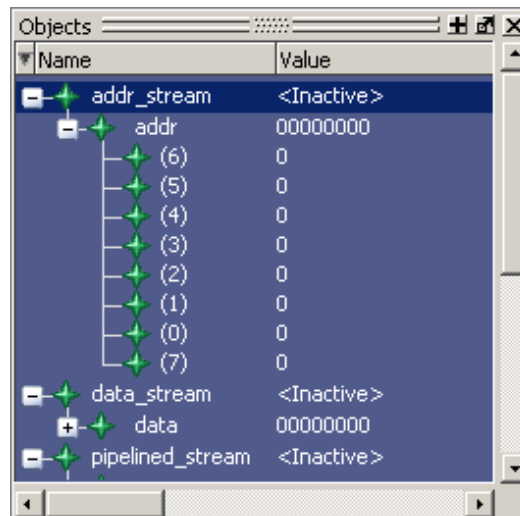 Objects
Name Value
addr_stream <Inactive>
addr 00000000
(6) 0
(5) 0
(4) 0
(3) 0
(2) 0
(1) 0
(0) 0
(7) 0
data_stream <Inactive>
data 00000000
pipelined_stream <Inactive>